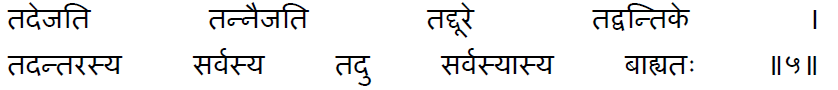 तदेजति तन्नैजति तद्दूरे तद्वन्तिके ।
तदन्तरस्य सर्वस्य तदु सर्वस्यास्य बाह्यतः ॥५॥